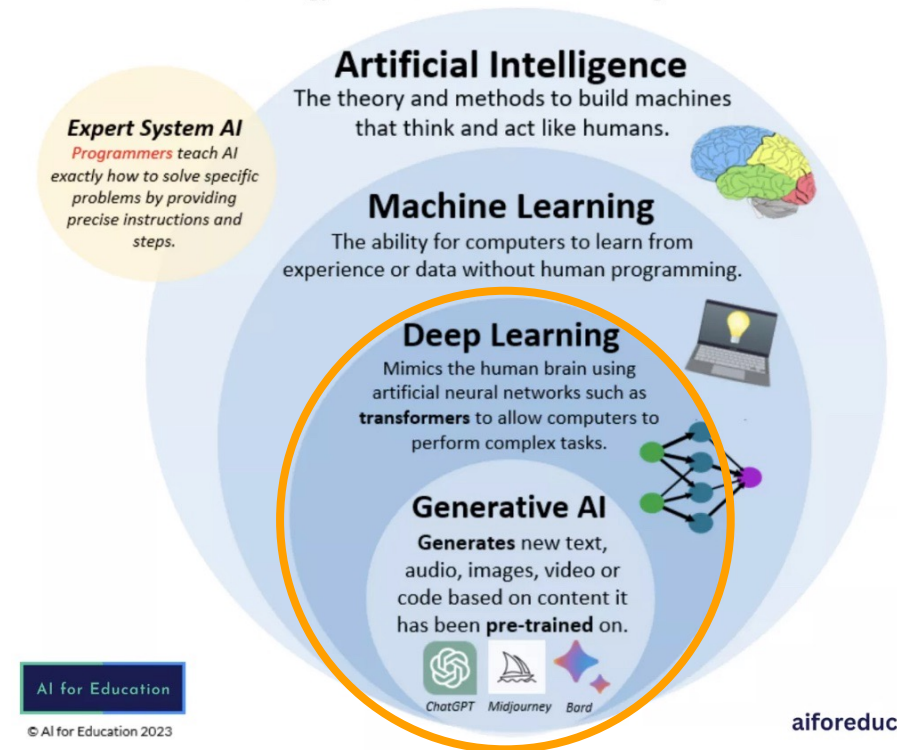 Artificial Intelligence
The theory and methods to build machines
that think and act like humans.
Expert System AI
Programmers teach AI
exactly how to solve specific
problems by providing
precise instructions and
steps.
Machine Learning
The ability for computers to learn from
experience or data without human programming.
Deep Learning
Mimics the human brain using
artificial neural networks such as
transformers to allow computers to
perform complex tasks.
Generative AI
Generates new text,
audio, images, video or
code based on content it
has been pre-trained on.
ChatGPT Midjourney Bard
AI for Education
© AI for Education 2023
aiforeduc